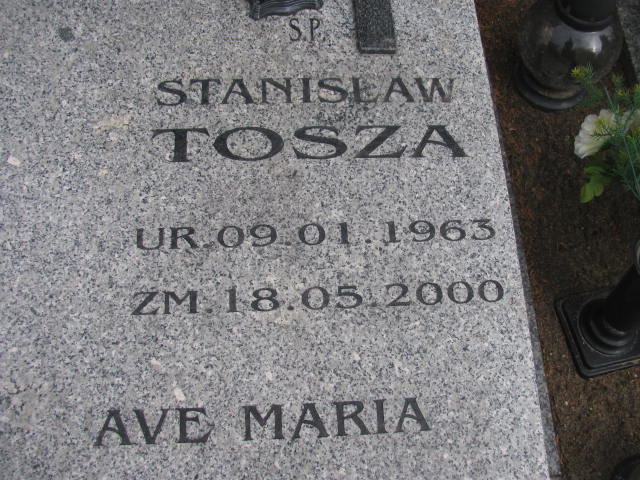 S.P.
STANISŁAW
TOSZA
UR.09.01.1963
ZM.18.05.2000
AVE MARIA